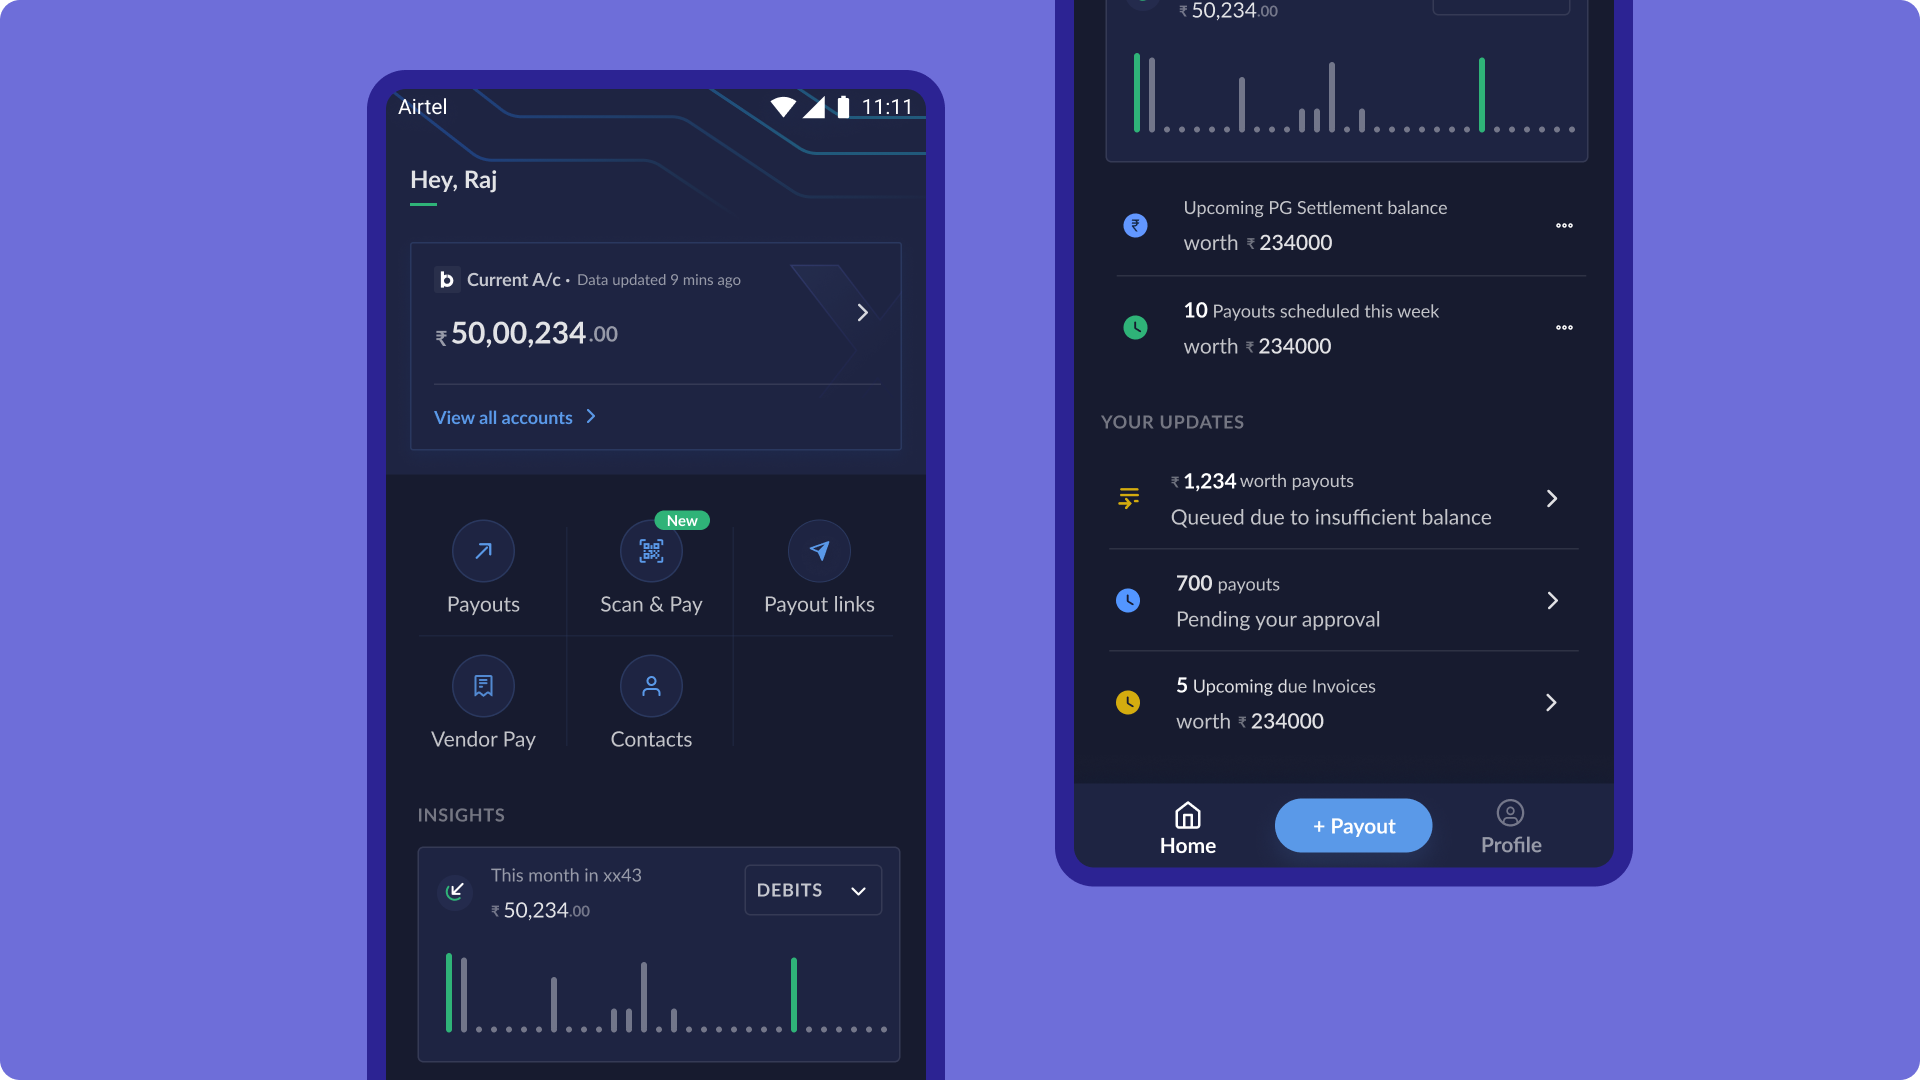 Airtel
11:11
Hey, Raj
b Current A/c • Data updated 9 mins ago
₹ 50,00,234.00
View all accounts
New
Payouts
Scan & Pay
Payout links
Vendor Pay
Contacts
INSIGHTS
This month in xx43
₹ 50,234.00
DEBITS
₹ 50,234.00
₹
Upcoming PG Settlement balance
worth ₹ 234000
10 Payouts scheduled this week
worth ₹ 234000
YOUR UPDATES
₹ 1,234 worth payouts
Queued due to insufficient balance
700 payouts
Pending your approval
5 Upcoming due Invoices
worth ₹ 234000
Home
+ Payout
Profile